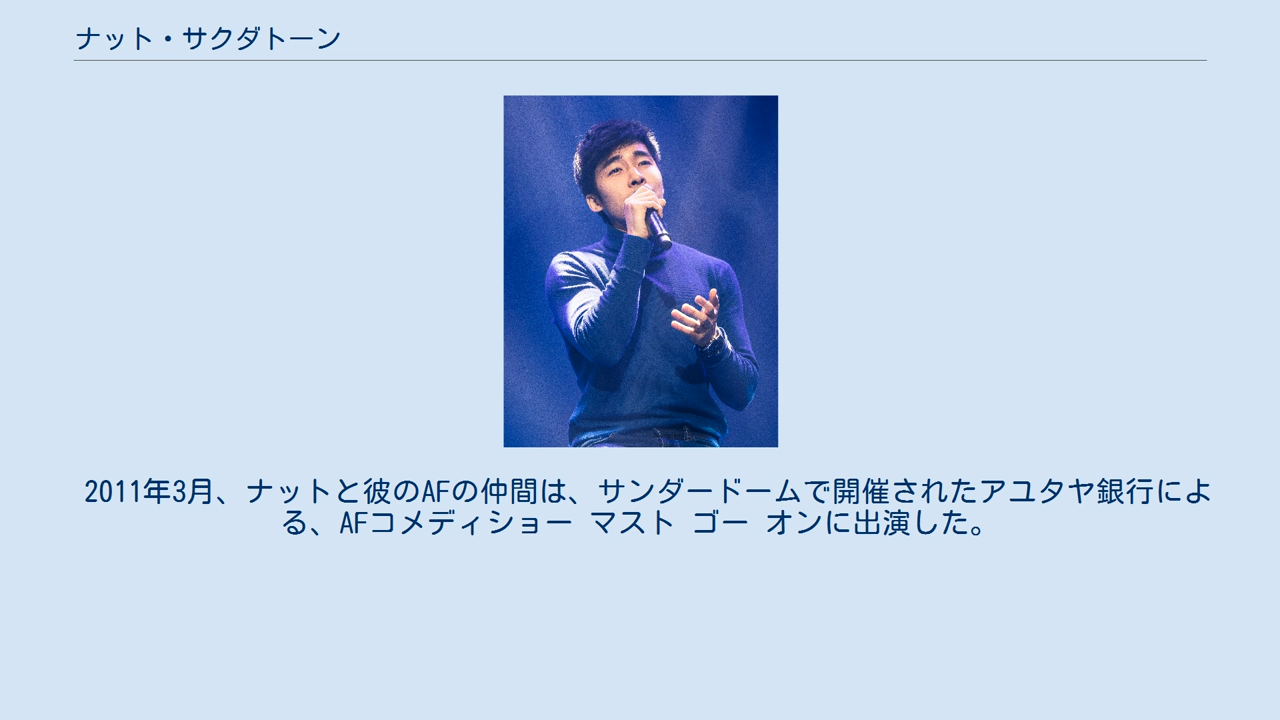 ナット・サクダトーン
2011年3月、ナットと彼のAFの仲間は、サンダードームで開催されたアユタヤ銀行によ
る、AFコメディショー マスト ゴー オンに出演した。